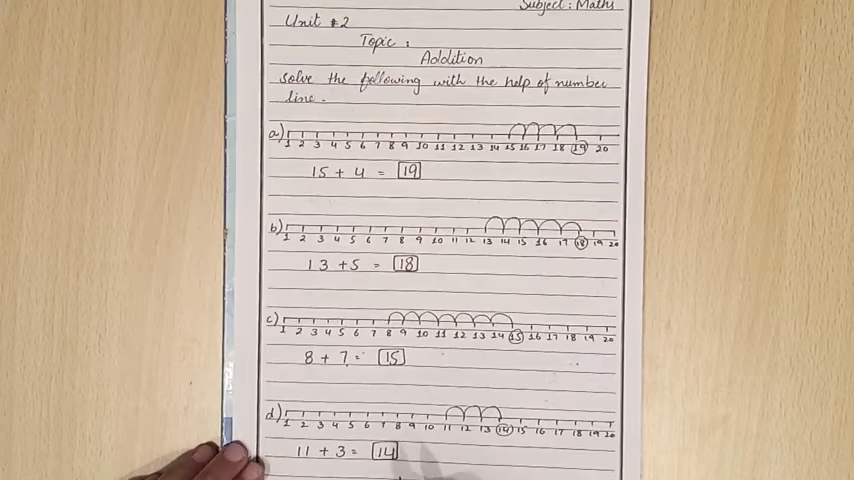 Subject : Maths
Unit #2
Topic :
Addition
solve the following with the help of number
line.
a) 1 2 3 4 5 6 7 8 9 10 11 12 13 14 15 16 17 18 19 20
15 + 4 = 19
b) 1 2 3 4 5 6 7 8 9 10 11 12 13 14 15 16 17 18 19 20
13 + 5 = 18
c) 1 2 3 4 5 6 7 8 9 10 11 12 13 14 15 16 17 18 19 20
8 + 7 = 15
d) 1 2 3 4 5 6 7 8 9 10 11 12 13 14 15 16 17 18 19 20
11 + 3 = 14